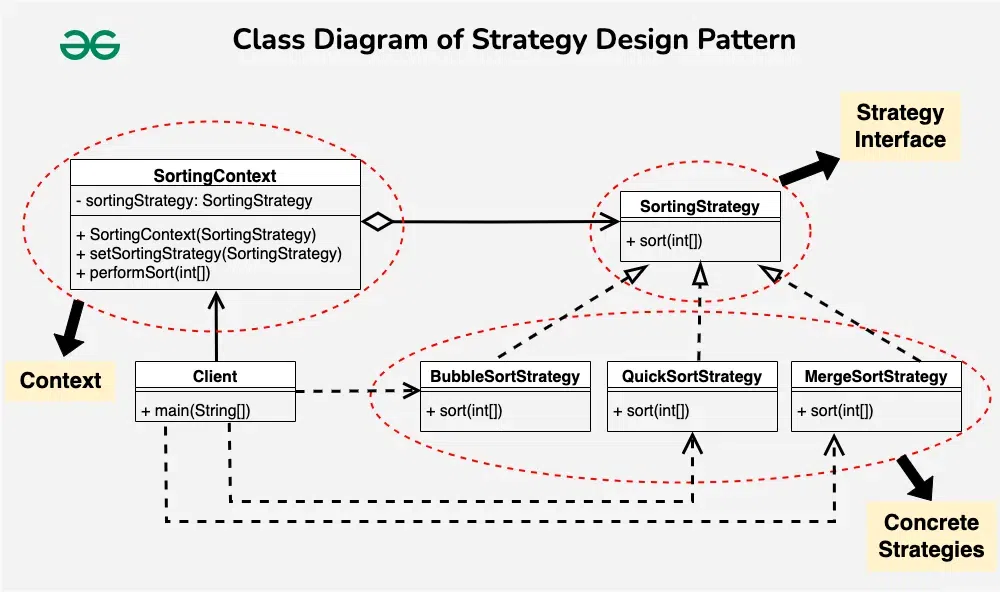 Class Diagram of Strategy Design Pattern
Strategy
Interface
SortingContext
- sortingStrategy: SortingStrategy
+ SortingContext(SortingStrategy)
+ setSortingStrategy(SortingStrategy)
+ performSort(int[])
SortingStrategy
+ sort(int[])
Context
Client
+ main(String[])
BubbleSortStrategy
+ sort(int[])
QuickSortStrategy
+ sort(int[])
MergeSortStrategy
+ sort(int[])
Concrete
Strategies